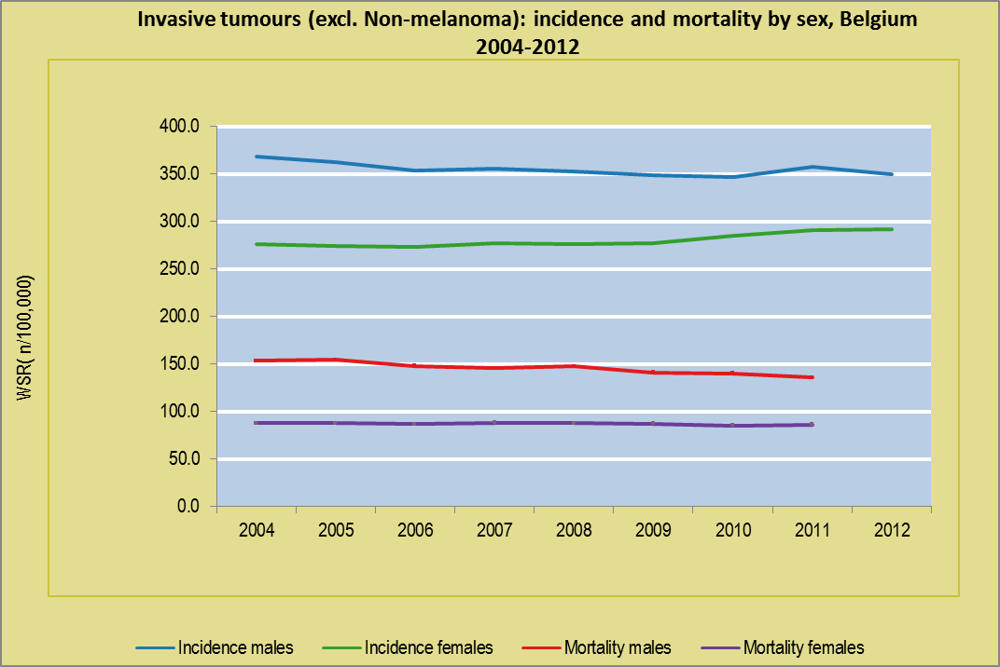 Invasive tumours (excl. Non-melanoma): incidence and mortality by sex, Belgium
2004-2012
WSR( n/100,000)
400.0
350.0
300.0
250.0
200.0
150.0
100.0
50.0
0.0
2004 2005 2006 2007 2008 2009 2010 2011 2012
Incidence males Incidence females Mortality males Mortality females